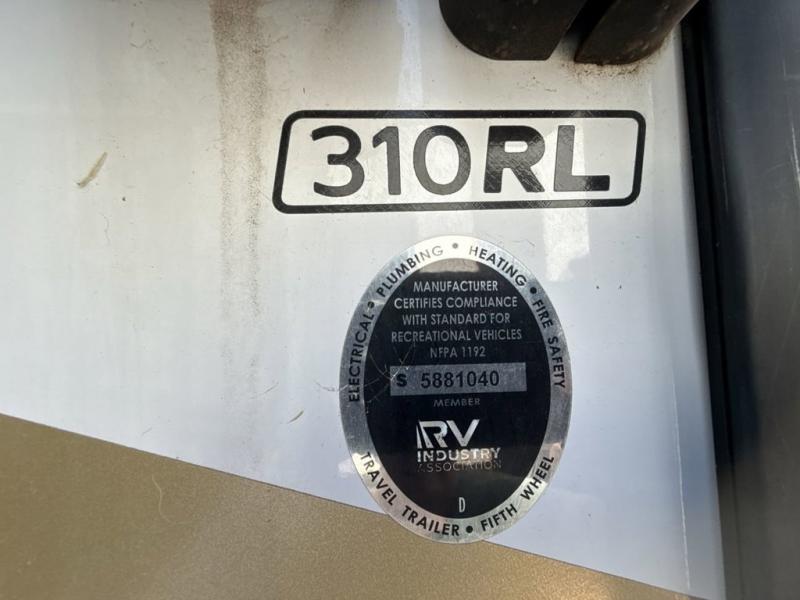 310RL
ELECTRICAL • PLUMBING • HEATING • FIRE SAFETY
MANUFACTURER
CERTIFIES COMPLIANCE
WITH STANDARD FOR
RECREATIONAL VEHICLES
NFPA 1192
S 5881040
MEMBER
RV
INDUSTRY
ASSOCIATION
D
TRAVEL TRAILER • FIFTH WHEEL